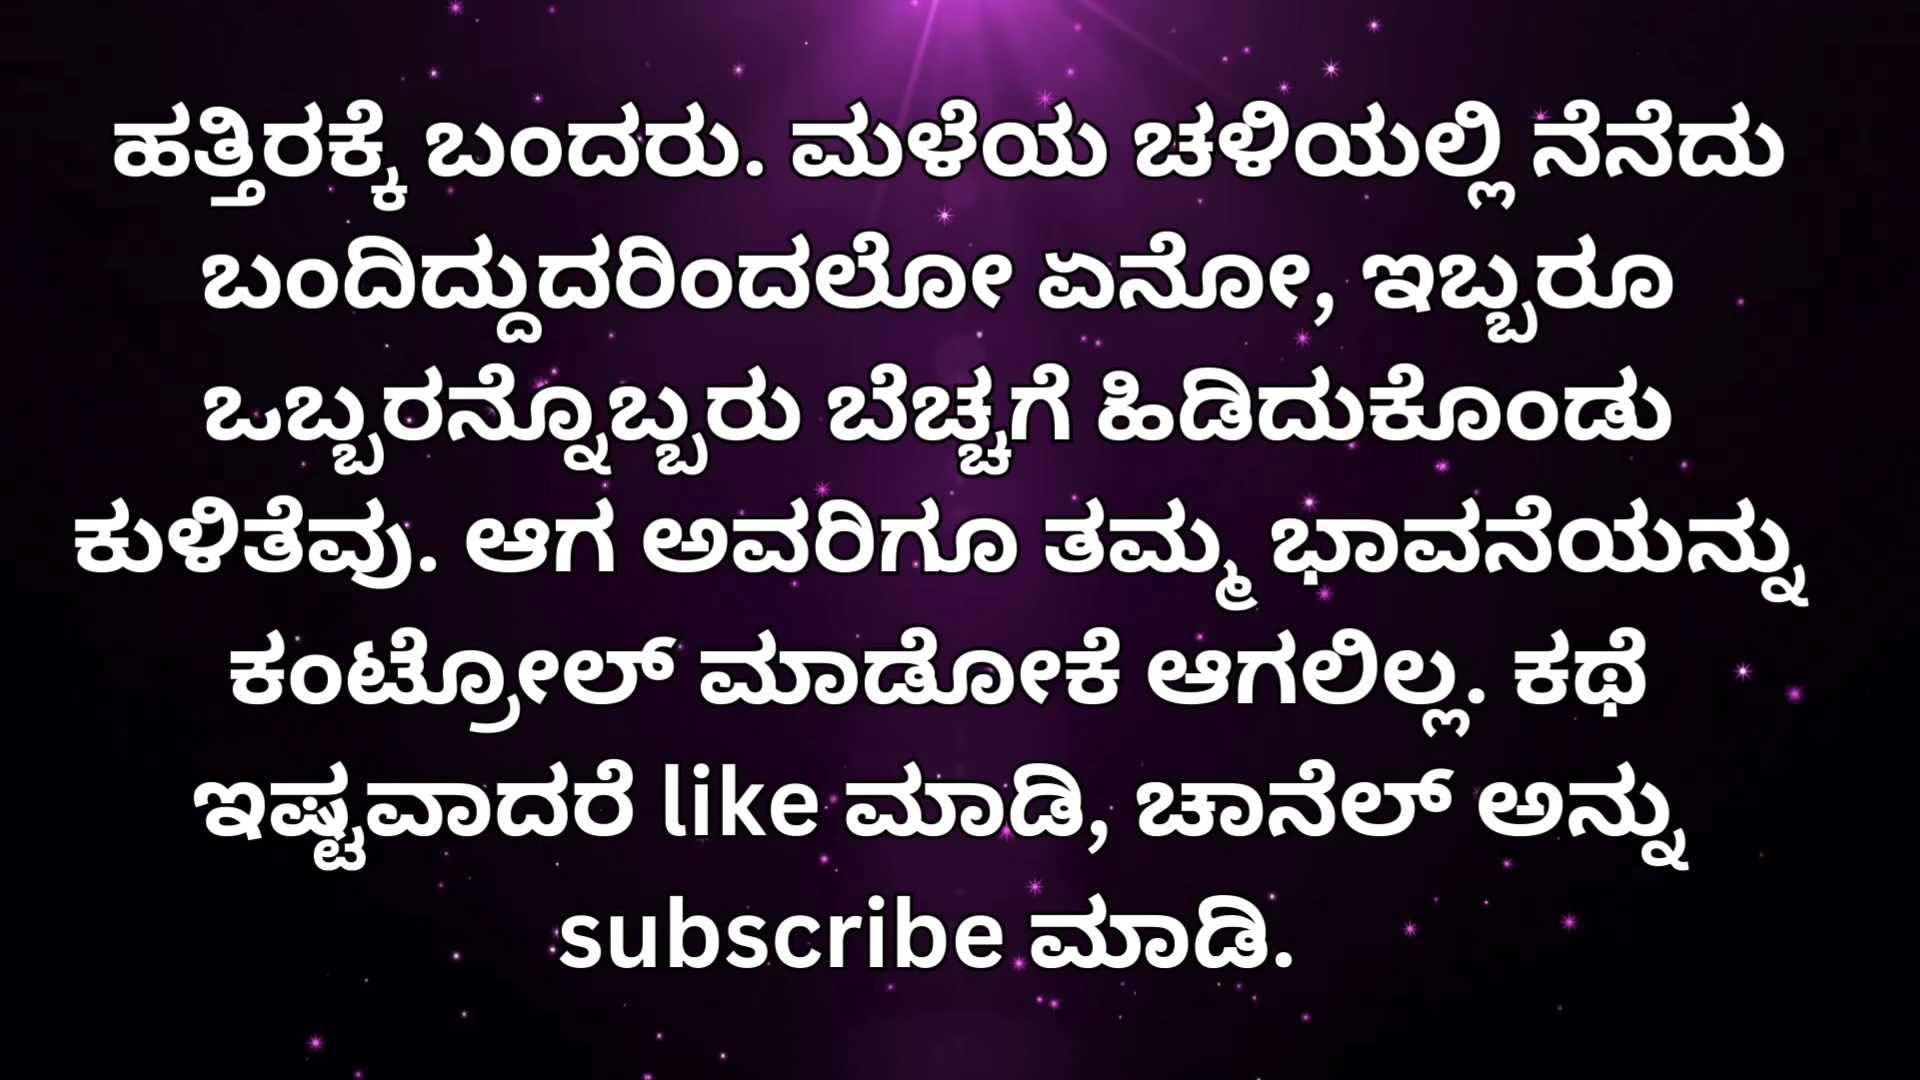 ಹತ್ತಿರಕ್ಕೆ ಬಂದರು. ಮಳೆಯ ಚಳಿಯಲ್ಲಿ ನೆನೆದು
ಬಂದಿದ್ದುದರಿಂದಲೋ ಏನೋ, ಇಬ್ಬರೂ
ಒಬ್ಬರನ್ನೊಬ್ಬರು ಬೆಚ್ಚಗೆ ಹಿಡಿದುಕೊಂಡು
ಕುಳಿತೆವು. ಆಗ ಅವರಿಗೂ ತಮ್ಮ ಭಾವನೆಯನ್ನು
ಕಂಟ್ರೋಲ್ ಮಾಡೋಕೆ ಆಗಲಿಲ್ಲ. ಕಥೆ
ಇಷ್ಟವಾದರೆ like ಮಾಡಿ, ಚಾನೆಲ್ ಅನ್ನು
subscribe ಮಾಡಿ.